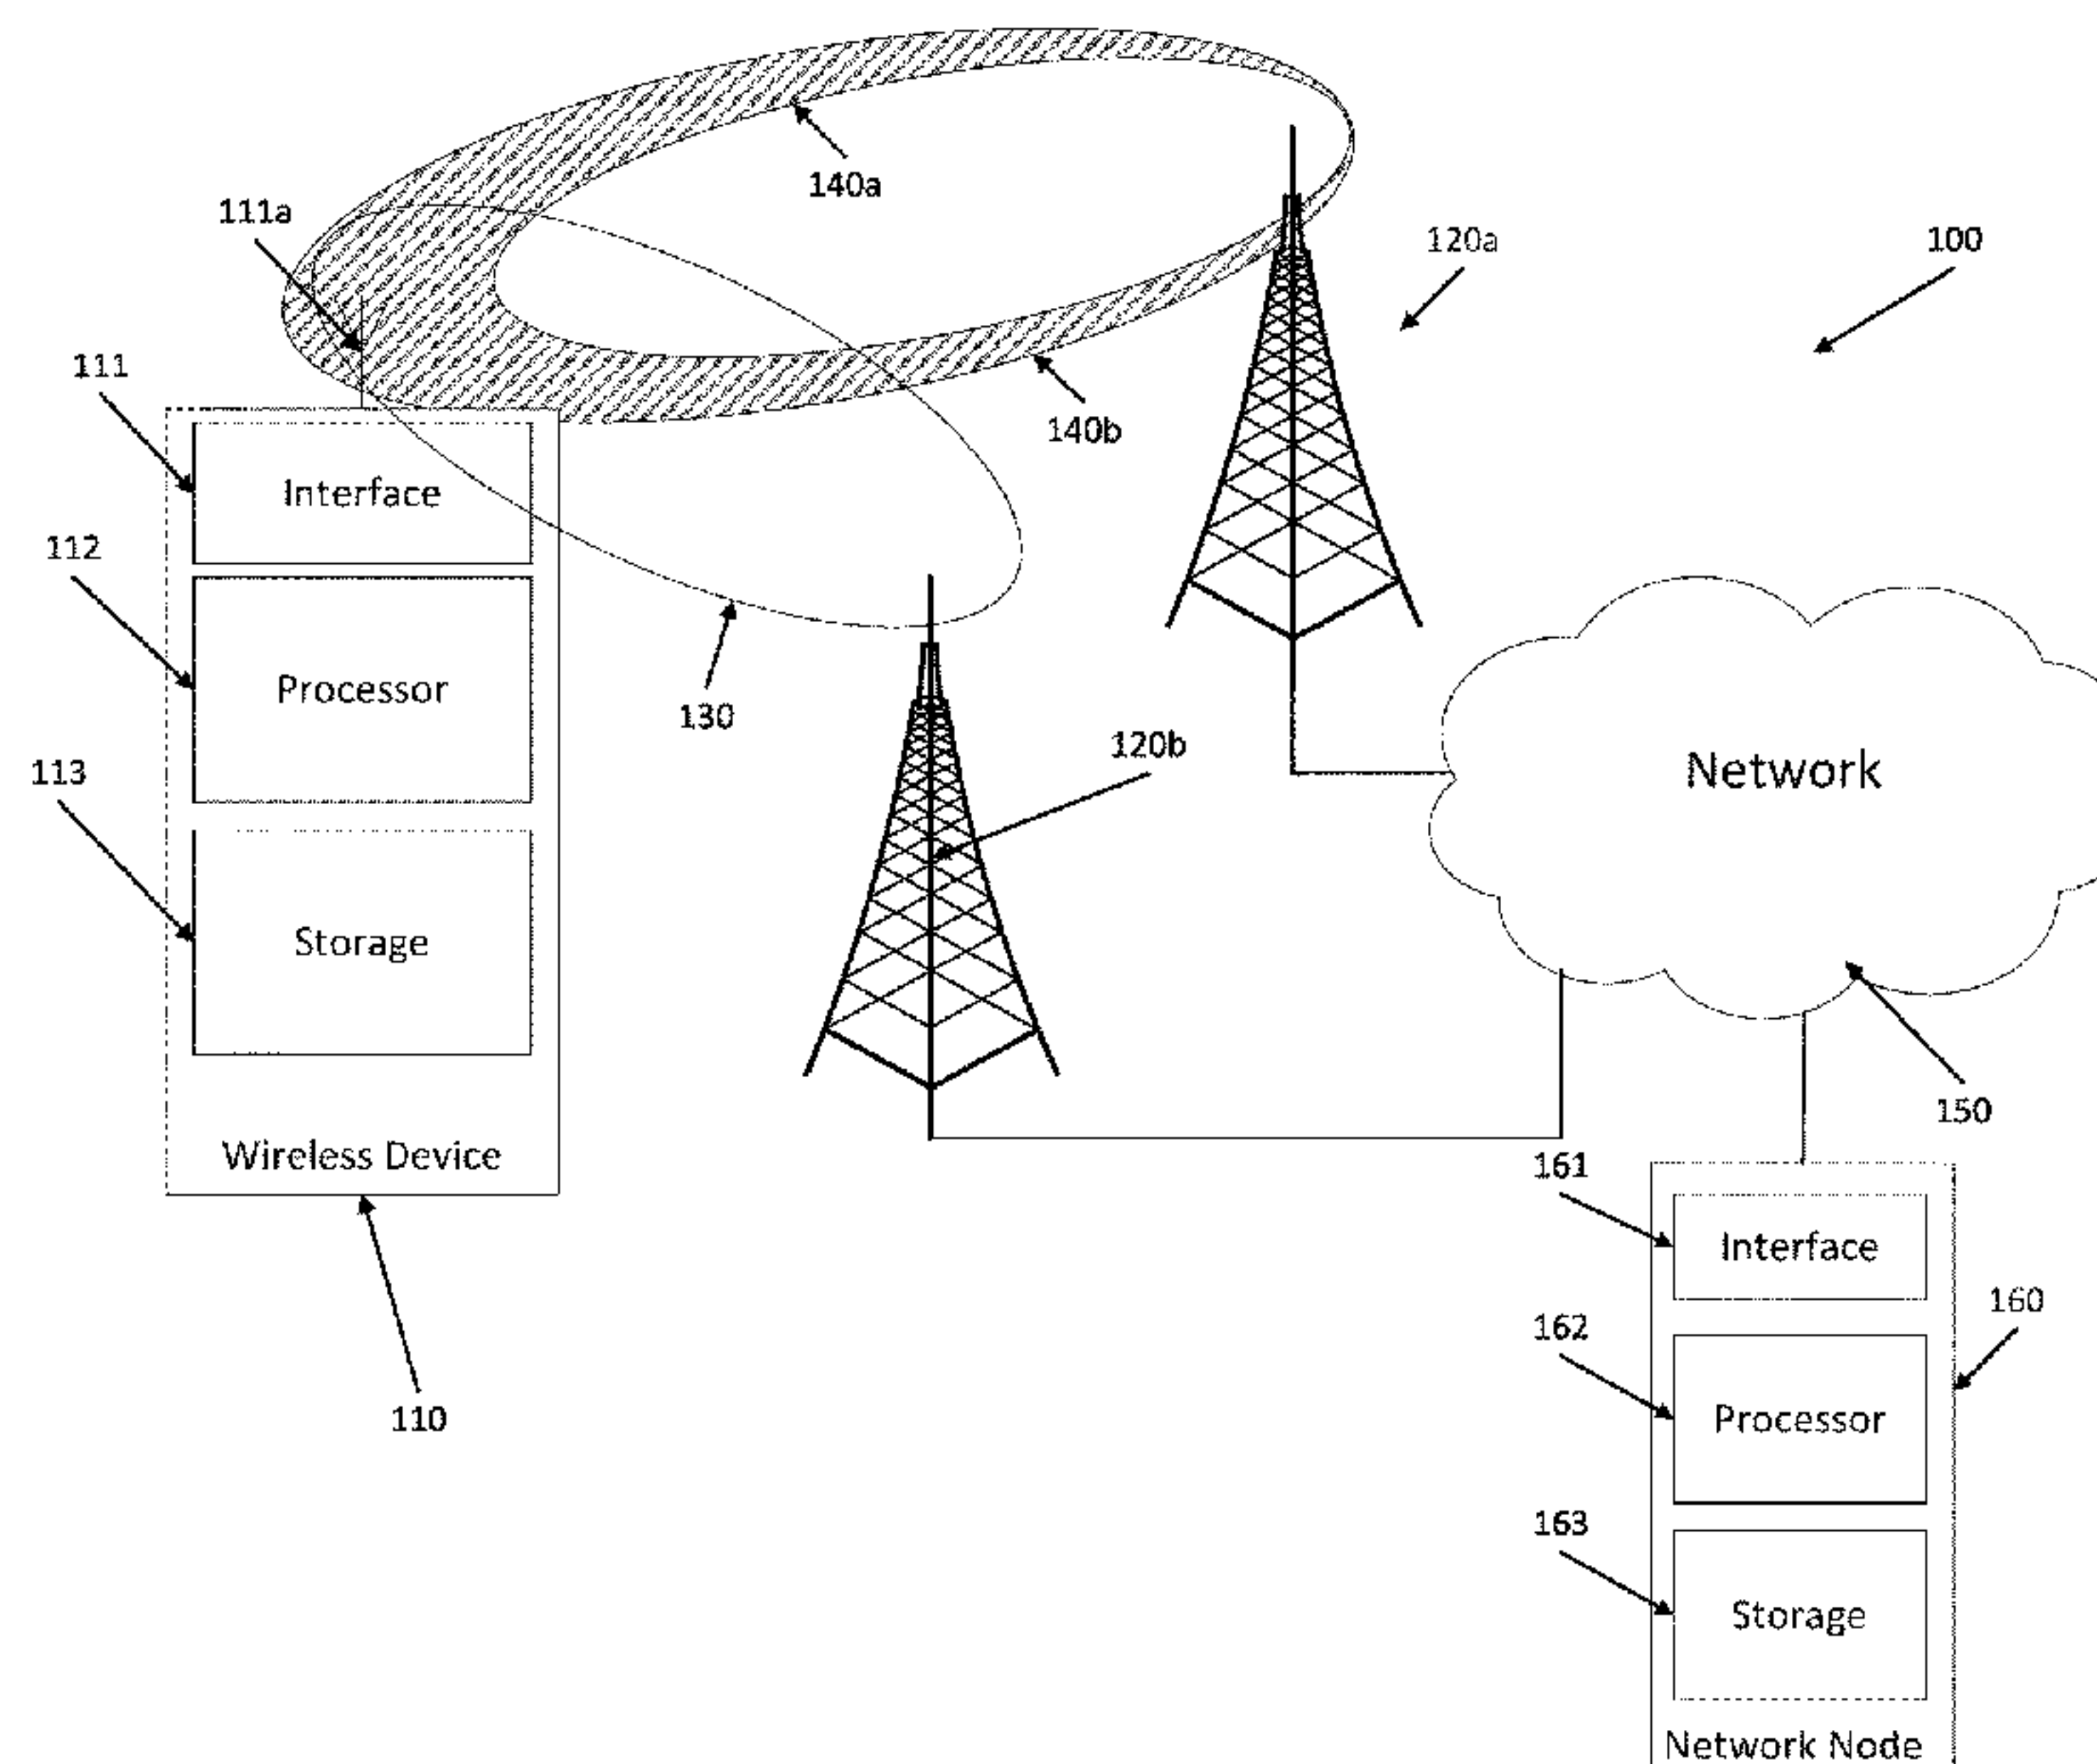 140a
111a
120a
100
111
140b
Interface
112
Processor
130
120b
Network
113
Storage
150
Wireless Device
161
Interface
160
162
110
Processor
163
Storage
Network Node